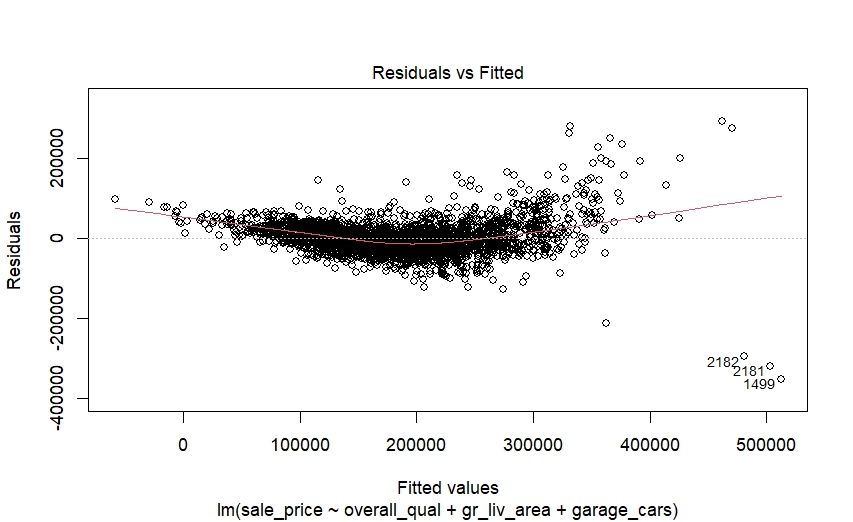 Residuals vs Fitted
Residuals
200000
0
-200000
-400000
2182
2181
1499
0 100000 200000 300000 400000 500000
Fitted values
lm(sale_price ~ overall_qual + gr_liv_area + garage_cars)